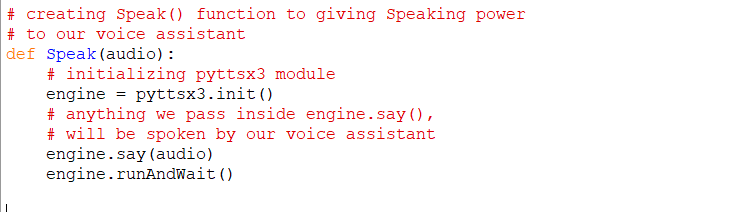 # creating Speak() function to giving Speaking power
# to our voice assistant
def Speak(audio):
    # initializing pyttsx3 module
    engine = pyttsx3.init()
    # anything we pass inside engine.say(),
    # will be spoken by our voice assistant
    engine.say(audio)
    engine.runAndWait()